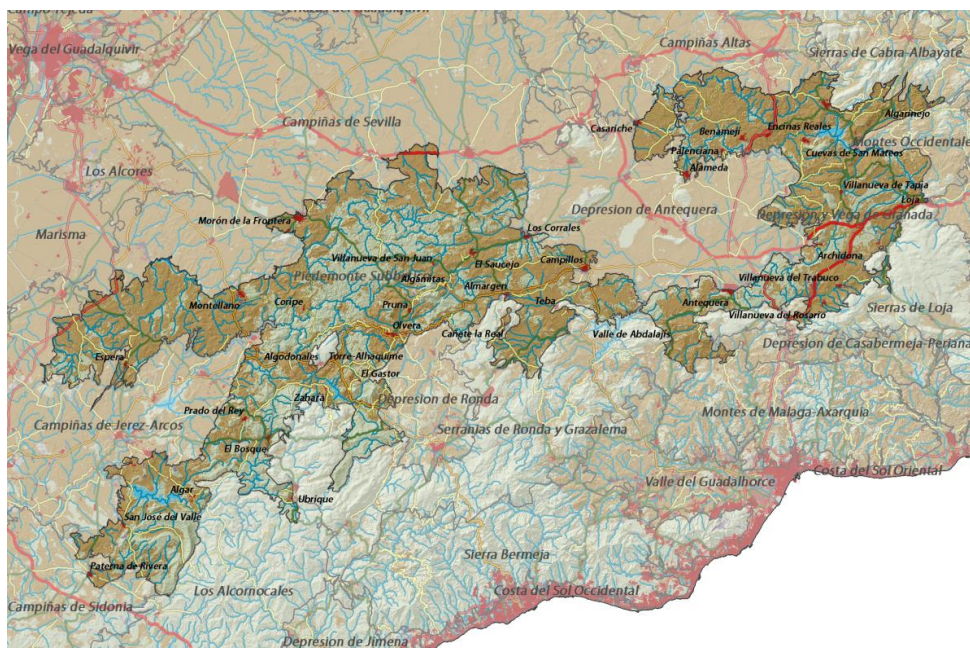 Campo Tejada
Vega del Guadalquivir
Campiñas Altas
Sierras de Cabra-Albayate
Campiñas de Sevilla
Casariche
Benamejí
Encinas Reales
Algarinejo
Palenciana
Cuevas de San Marcos
Montes Occidentales
Alameda
Los Alcores
Villanueva de Tapia
Loja
Depresion de Antequera
Depresion y Vega de Granada
Morón de la Frontera
Marisma
Los Corrales
Archidona
Villanueva de San Juan
El Saucejo
Campillos
Piedemonte Subbetico
Algámitas
Villanueva del Trabuco
Almargen
Montellano
Coripe
Pruna
Teba
Antequera
Sierras de Loja
Villanueva del Rosario
Olvera
Cañete la Real
Valle de Abdalajís
Depresion de Casabermeja-Periana
Espera
Algodonales
Torre-Alhaquime
El Gastor
Zahara
Depresion de Ronda
Prado del Rey
Montes de Malaga-Axarquia
Campiñas de Jerez-Arcos
Serranias de Ronda y Grazalema
El Bosque
Costa del Sol Oriental
Valle del Guadalhorce
Algar
Ubrique
San José del Valle
Sierra Bermeja
Paterna de Rivera
Los Alcornocales
Costa del Sol Occidental
Campiñas de Sidonia
Depresion de Jimena